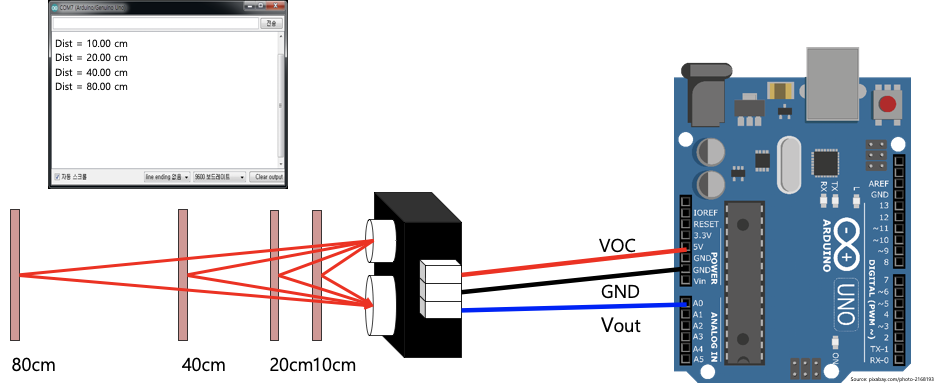 COM7 (Arduino/Genuino Uno)
전송
Dist = 10.00 cm
Dist = 20.00 cm
Dist = 40.00 cm
Dist = 80.00 cm
자동 스크롤
line ending 없음
9600 보드레이트
Clear output
80cm
40cm
20cm
10cm
VOC
GND
Vout
IOREF
RESET
3.3V
5V
GND
GND
Vin
POWER
A0
A1
A2
A3
A4
A5
ANALOG IN
RX
TX
L
ARDUINO
UNO
ON
AREF
GND
13
12
~11
~10
~9
8
7
~6
~5
4
~3
2
TX-1
RX-0
DIGITAL (PWM ~)
Source: pixabay.com/photo-2168193